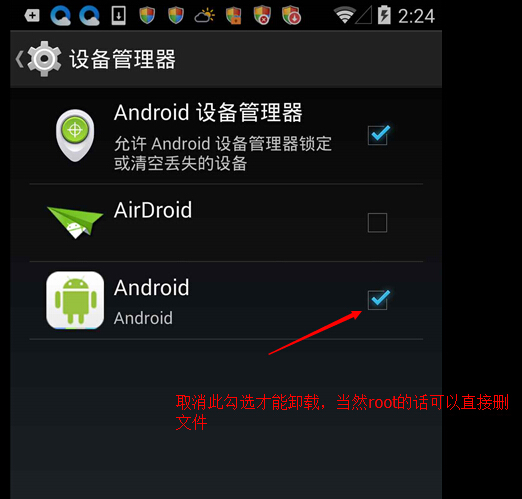 2:24
设备管理器
Android 设备管理器
允许 Android 设备管理器锁定
或清空丢失的设备
AirDroid
Android
Android
取消此勾选才能卸载，当然root的话可以直接删
文件